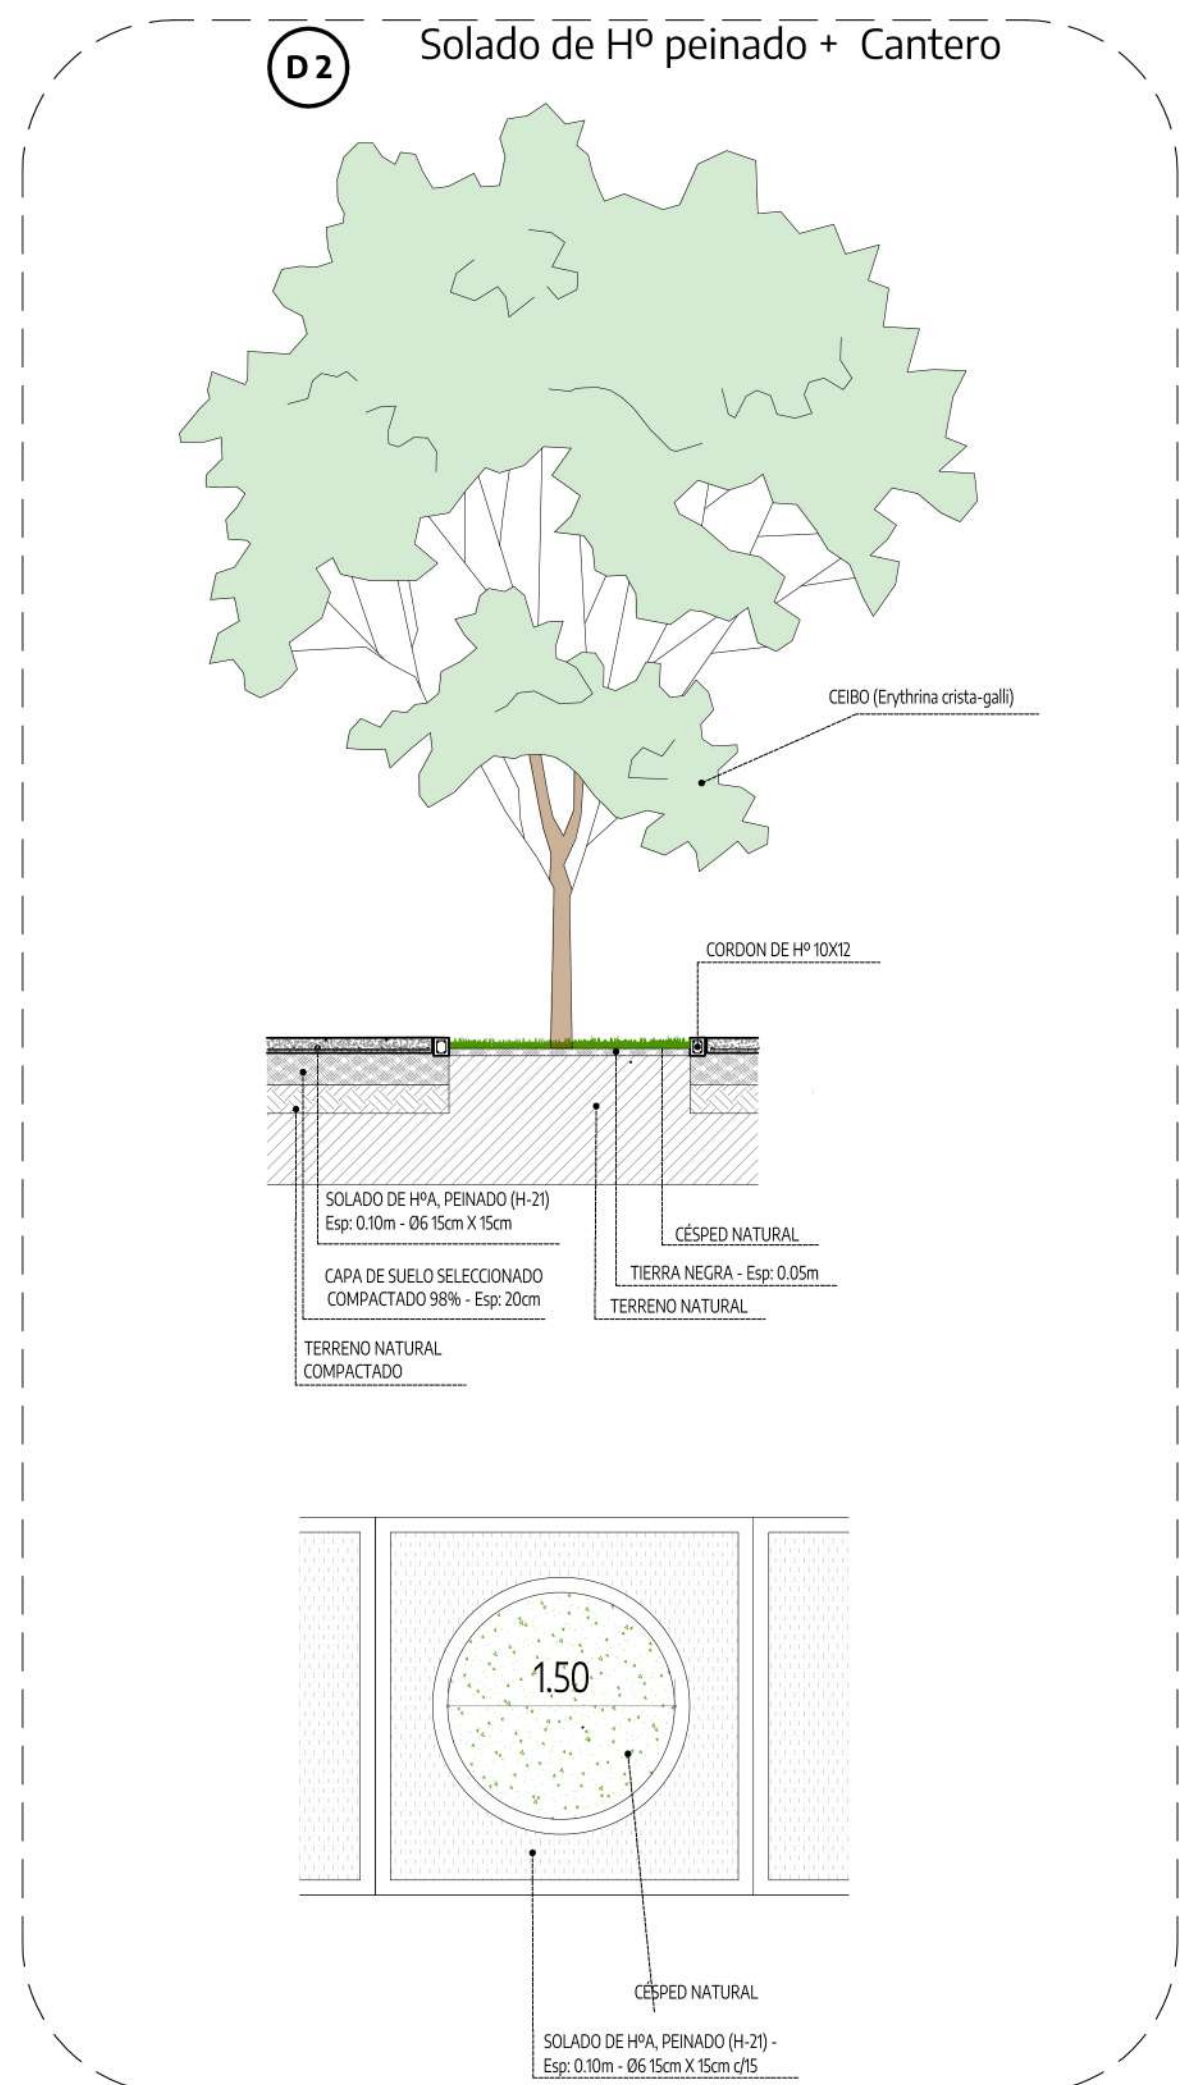 D 2
Solado de Hº peinado + Cantero
CEIBO (Erythrina crista-galli)
CORDON DE Hº 10X12
SOLADO DE HºA, PEINADO (H-21)
Esp: 0.10m - Ø6 15cm X 15cm
CÉSPED NATURAL
TIERRA NEGRA - Esp: 0.05m
CAPA DE SUELO SELECCIONADO
COMPACTADO 98% - Esp: 20cm
TERRENO NATURAL
TERRENO NATURAL
COMPACTADO
1.50
CÉSPED NATURAL
SOLADO DE HºA, PEINADO (H-21) -
Esp: 0.10m - Ø6 15cm X 15cm c/15